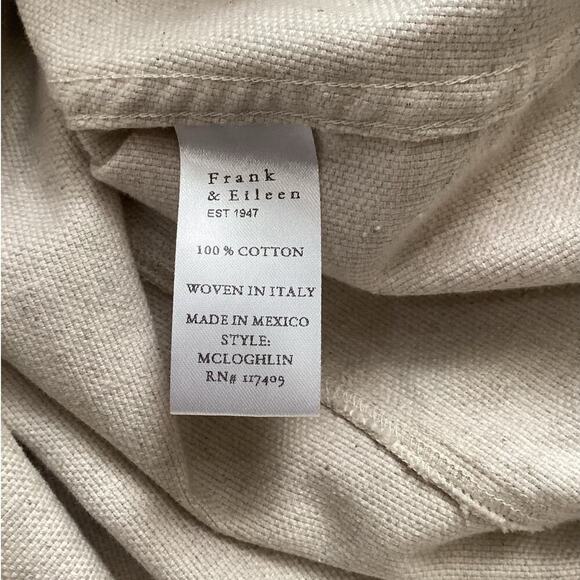 Frank
& Eileen
EST 1947
100 % COTTON
WOVEN IN ITALY
MADE IN MEXICO
STYLE:
MCLOGHLIN
RN# 117409